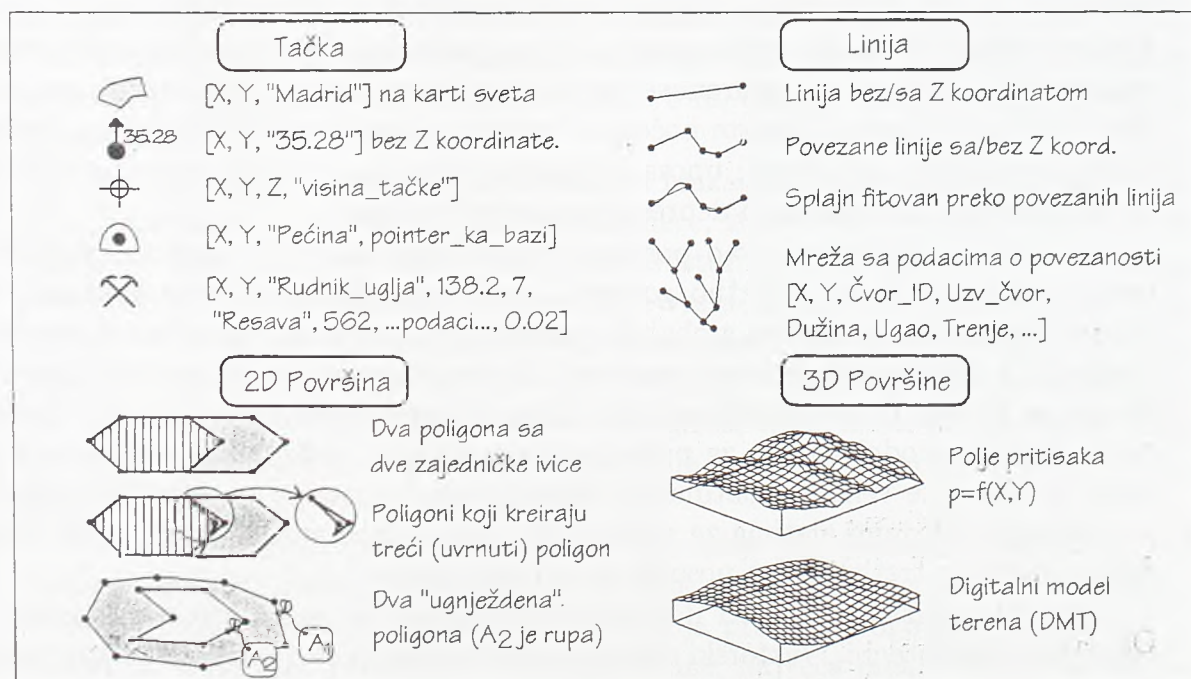 Tačka
[X, Y, "Madrid"] na karti sveta
35.28
[X, Y, "35.28"] bez Z koordinate.
[X, Y, Z, "visina_tačke"]
[X, Y, "Pećina", pointer_ka_bazi]
[X, Y, "Rudnik_uglja", 138.2, 7,
"Resava", 562, ...podaci..., 0.02]
Linija
Linija bez/sa Z koordinatom
Povezane linije sa/bez Z koord.
Splajn fitovan preko povezanih linija
Mreža sa podacima o povezanosti
[X, Y, Čvor_ID, Uzv_čvor,
Dužina, Ugao, Trenje, ...]
2D Površina
Dva poligona sa
dve zajedničke ivice
Poligoni koji kreiraju
treći (uvrnuti) poligon
Dva "ugnježdena"
poligona (A2 je rupa)
A1
A2
3D Površine
Polje pritisaka
p=f(X,Y)
Digitalni model
terena (DMT)